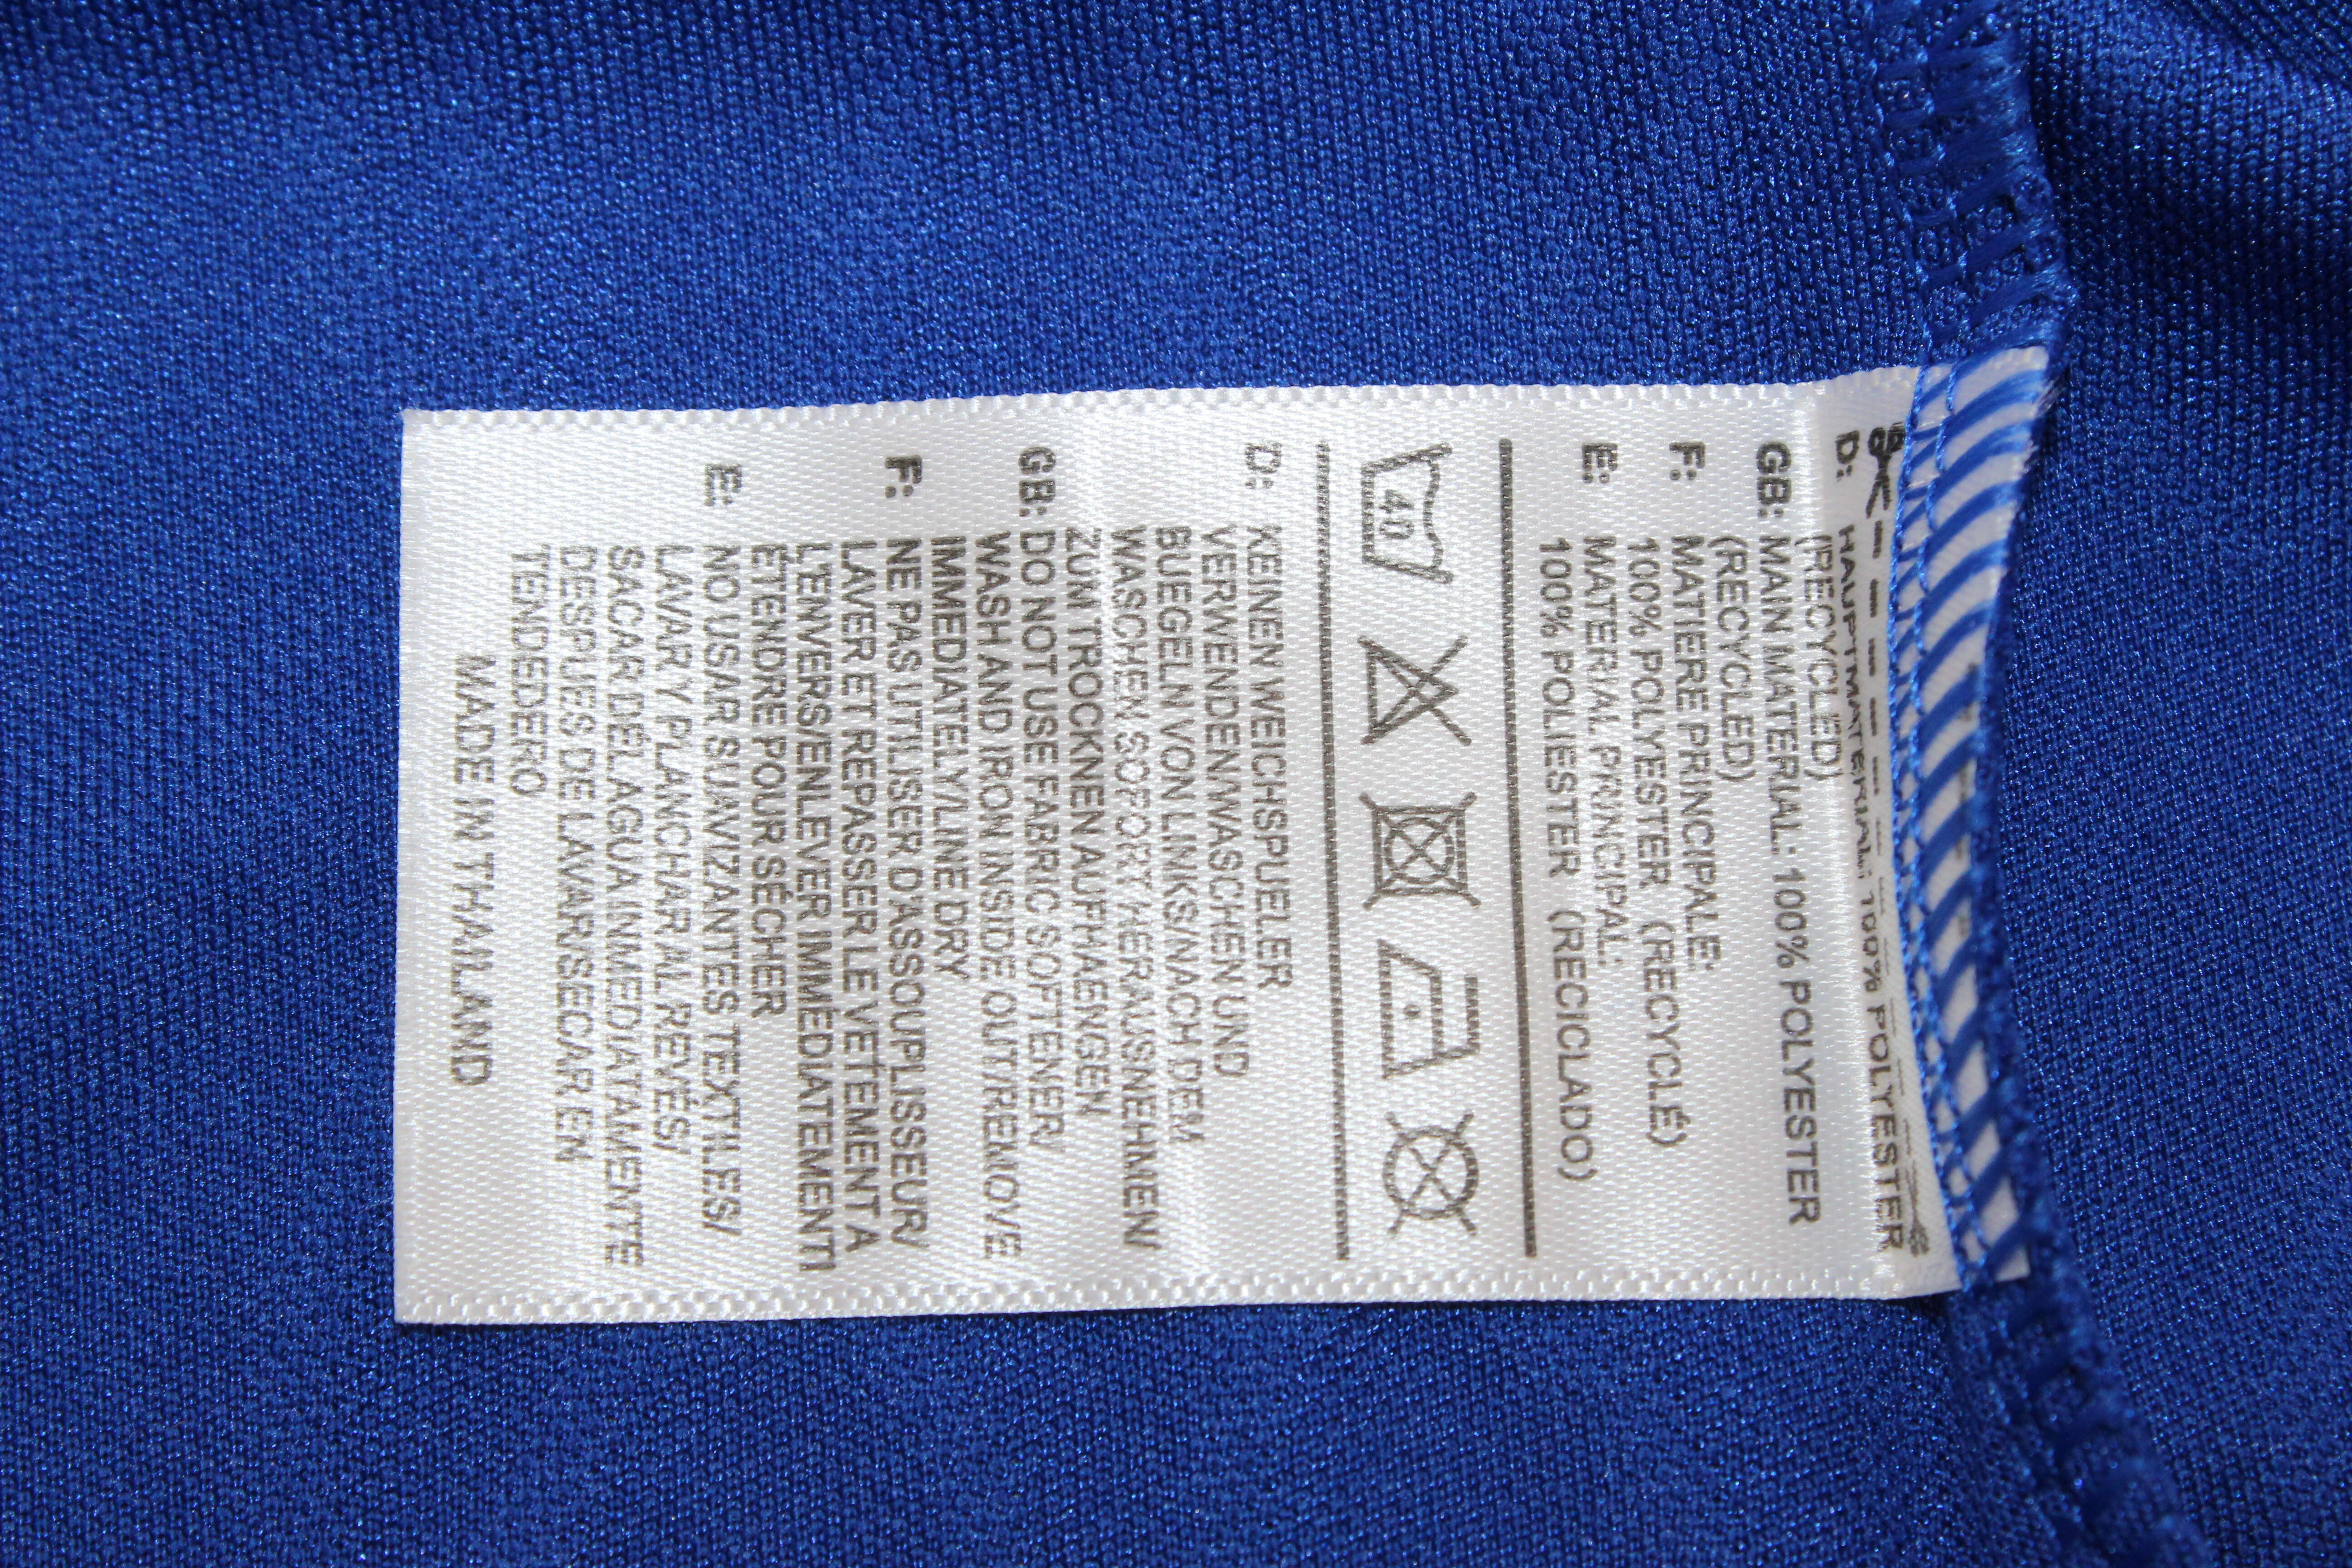 D: HAUPTMATERIAL: 100% POLYESTER
(RECYCLED)
GB: MAIN MATERIAL: 100% POLYESTER
(RECYCLED)
F: MATIERE PRINCIPALE:
100% POLYESTER (RECYCLÉ)
E: MATERIAL PRINCIPAL:
100% POLIESTER (RECICLADO)
40
D: KEINEN WEICHSPUELER
VERWENDEN/WASCHEN UND
BUEGELN VON LINKS/NACH DEM
WASCHEN SOFORT HERAUSNEHMEN
ZUM TROCKNEN AUFHAENGEN
GB: DO NOT USE FABRIC SOFTENER/
WASH AND IRON INSIDE OUT/REMOVE
IMMEDIATELY/LINE DRY
F: NE PAS UTILISER D'ASSOUPLISSEUR/
LAVER ET REPASSER LE VETEMENT A
L'ENVERS/ENLEVER IMMEDIATEMENT/
ETENDRE POUR SÉCHER
E: NO USAR SUAVIZANTES TEXTILES/
LAVAR Y PLANCHAR AL REVÉS/
SACAR DEL AGUA INMEDIATAMENTE
DESPUES DE LAVAR/SECAR EN
TENDEDERO
MADE IN THAILAND